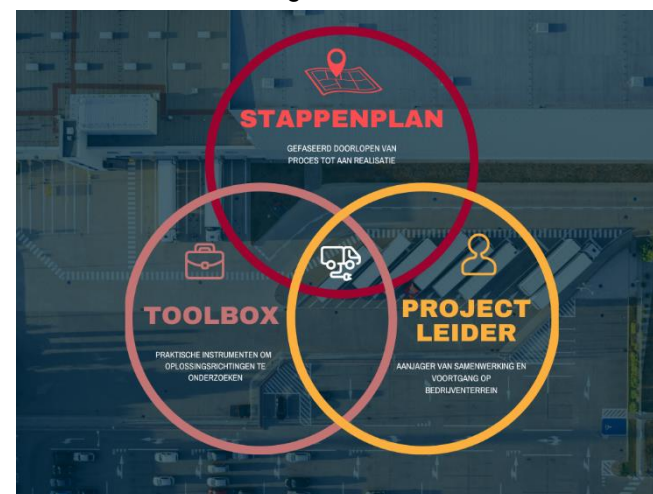 STAPPENPLAN
GEFASEERD DOORLOPEN VAN
PROCES TOT AAN REALISATIE
TOOLBOX
PRAKTISCHE INSTRUMENTEN OM
OPLOSSINGSRICHTINGEN TE
ONDERZOEKEN
PROJECT
LEIDER
AANJAGER VAN SAMENWERKING EN
VOORTGANG OP
BEDRIJVENTERREIN